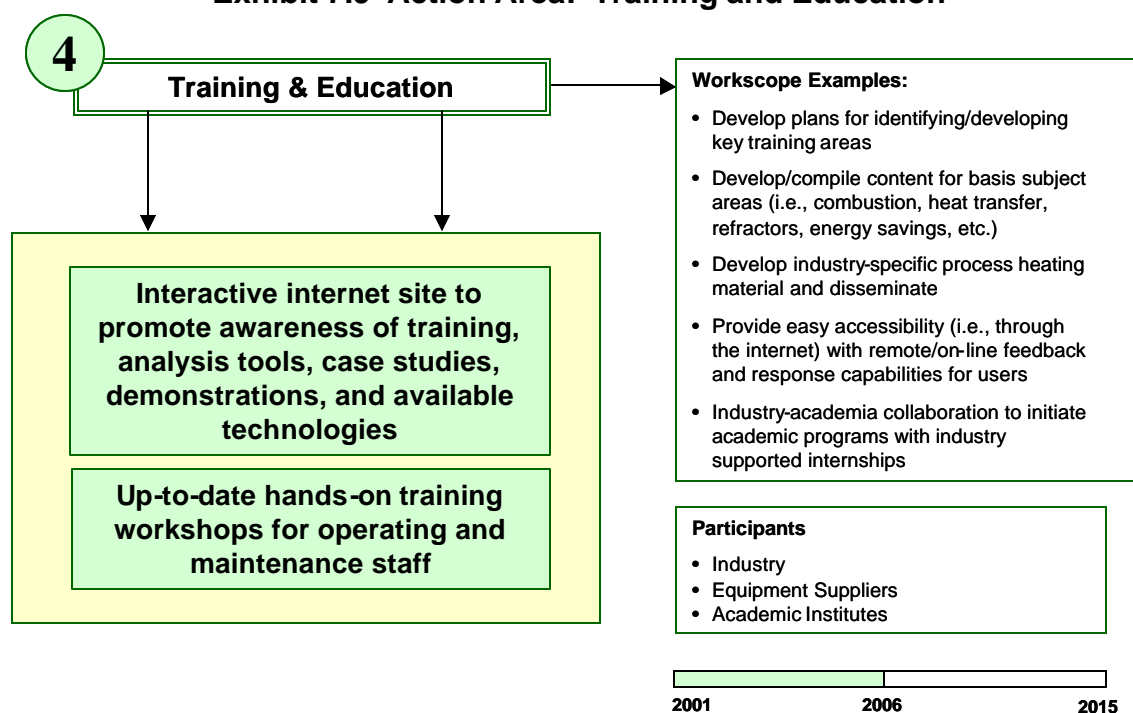 Action Area: Training and Education
4
Training & Education
Interactive internet site to
promote awareness of training,
analysis tools, case studies,
demonstrations, and available
technologies
Up-to-date hands-on training
workshops for operating and
maintenance staff
Workscope Examples:
• Develop plans for identifying/developing
key training areas
• Develop/compile content for basis subject
areas (i.e., combustion, heat transfer,
refractors, energy savings, etc.)
• Develop industry-specific process heating
material and disseminate
• Provide easy accessibility (i.e., through
the internet) with remote/on-line feedback
and response capabilities for users
• Industry-academia collaboration to initiate
academic programs with industry
supported internships
Participants
• Industry
• Equipment Suppliers
• Academic Institutes
2001 2006 2015